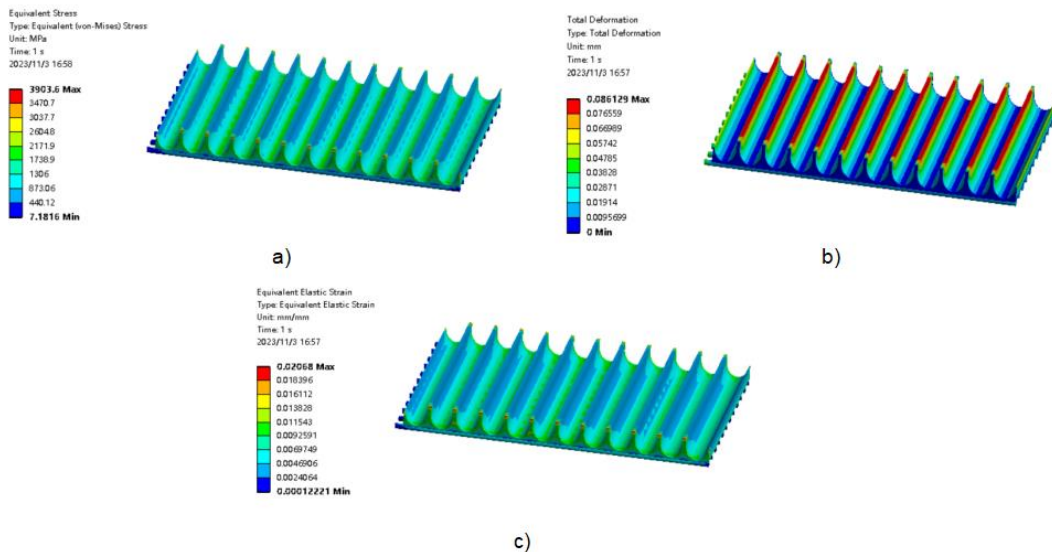 Equivalent Stress
Type: Equivalent (von-Mises) Stress
Unit: MPa
Time: 1 s
2023/11/3 16:58
3903.6 Max
3470.7
3037.7
2604.8
2171.9
1738.9
1306
873.06
440.12
7.1816 Min
a)
Total Deformation
Type: Total Deformation
Unit: mm
Time: 1 s
2023/11/3 16:57
0.086129 Max
0.076559
0.066989
0.05742
0.04785
0.03828
0.02871
0.01914
0.0095699
0 Min
b)
Equivalent Elastic Strain
Type: Equivalent Elastic Strain
Unit: mm/mm
Time: 1 s
2023/11/3 16:57
0.02068 Max
0.018396
0.016112
0.013828
0.011543
0.0092591
0.0069749
0.0046906
0.0024064
0.00012221 Min
c)